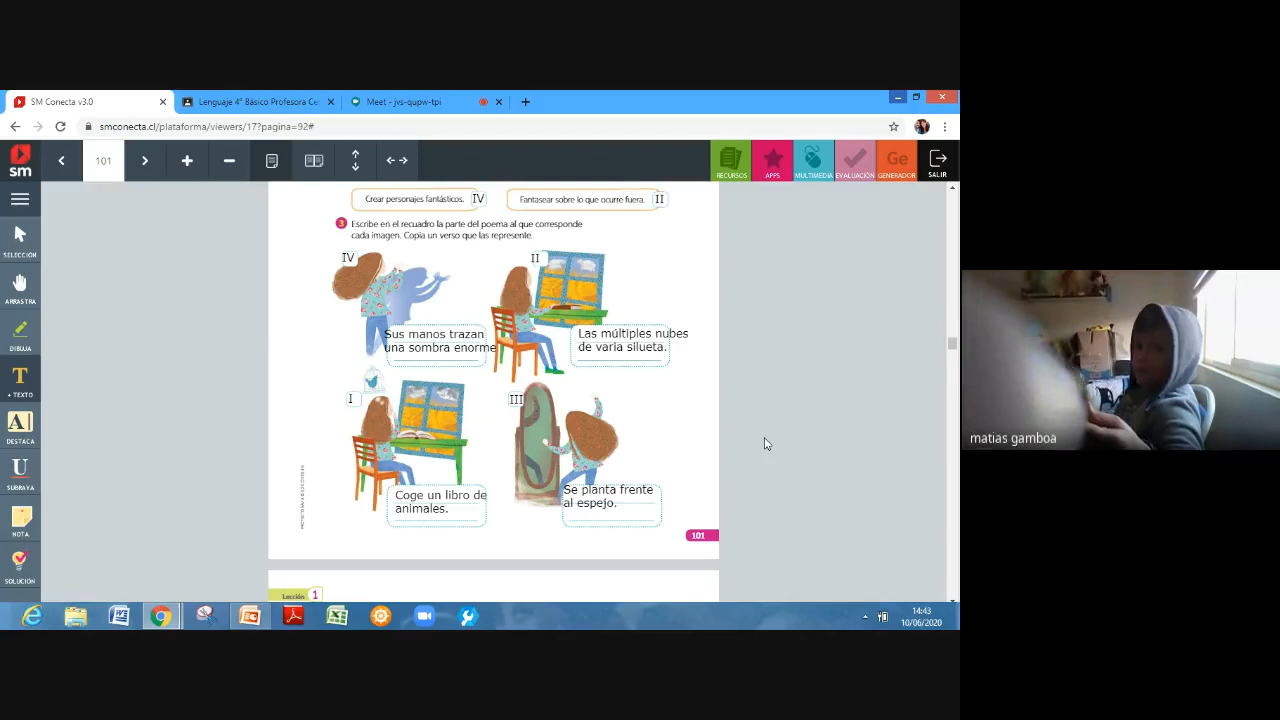 SM Conecta v3.0
Lenguaje 4° Básico Profesora Ce
Meet - jvs-qupw-tpi
smconecta.cl/plataforma/viewers/17?pagina=92#
sm
101
RECURSOS
APPS
MULTIMEDIA
EVALUACIÓN
Ge
GENERADOR
SALIR
SELECCIÓN
ARRASTRA
DIBUJA
T
+ TEXTO
A
DESTACA
U
SUBRAYA
NOTA.
SOLUCIÓN
Crear personajes fantásticos. IV
Fantasear sobre lo que ocurre fuera. II
3 Escribe en el recuadro la parte del poema al que corresponde
cada imagen. Copia un verso que las represente.
IV
Sus manos trazan
una sombra enorme
II
Las múltiples nubes
de varia silueta.
I
Coge un libro de
animales.
III
Se planta frente
al espejo.
101
Lección 1
matias gamboa
14:43
10/06/2020